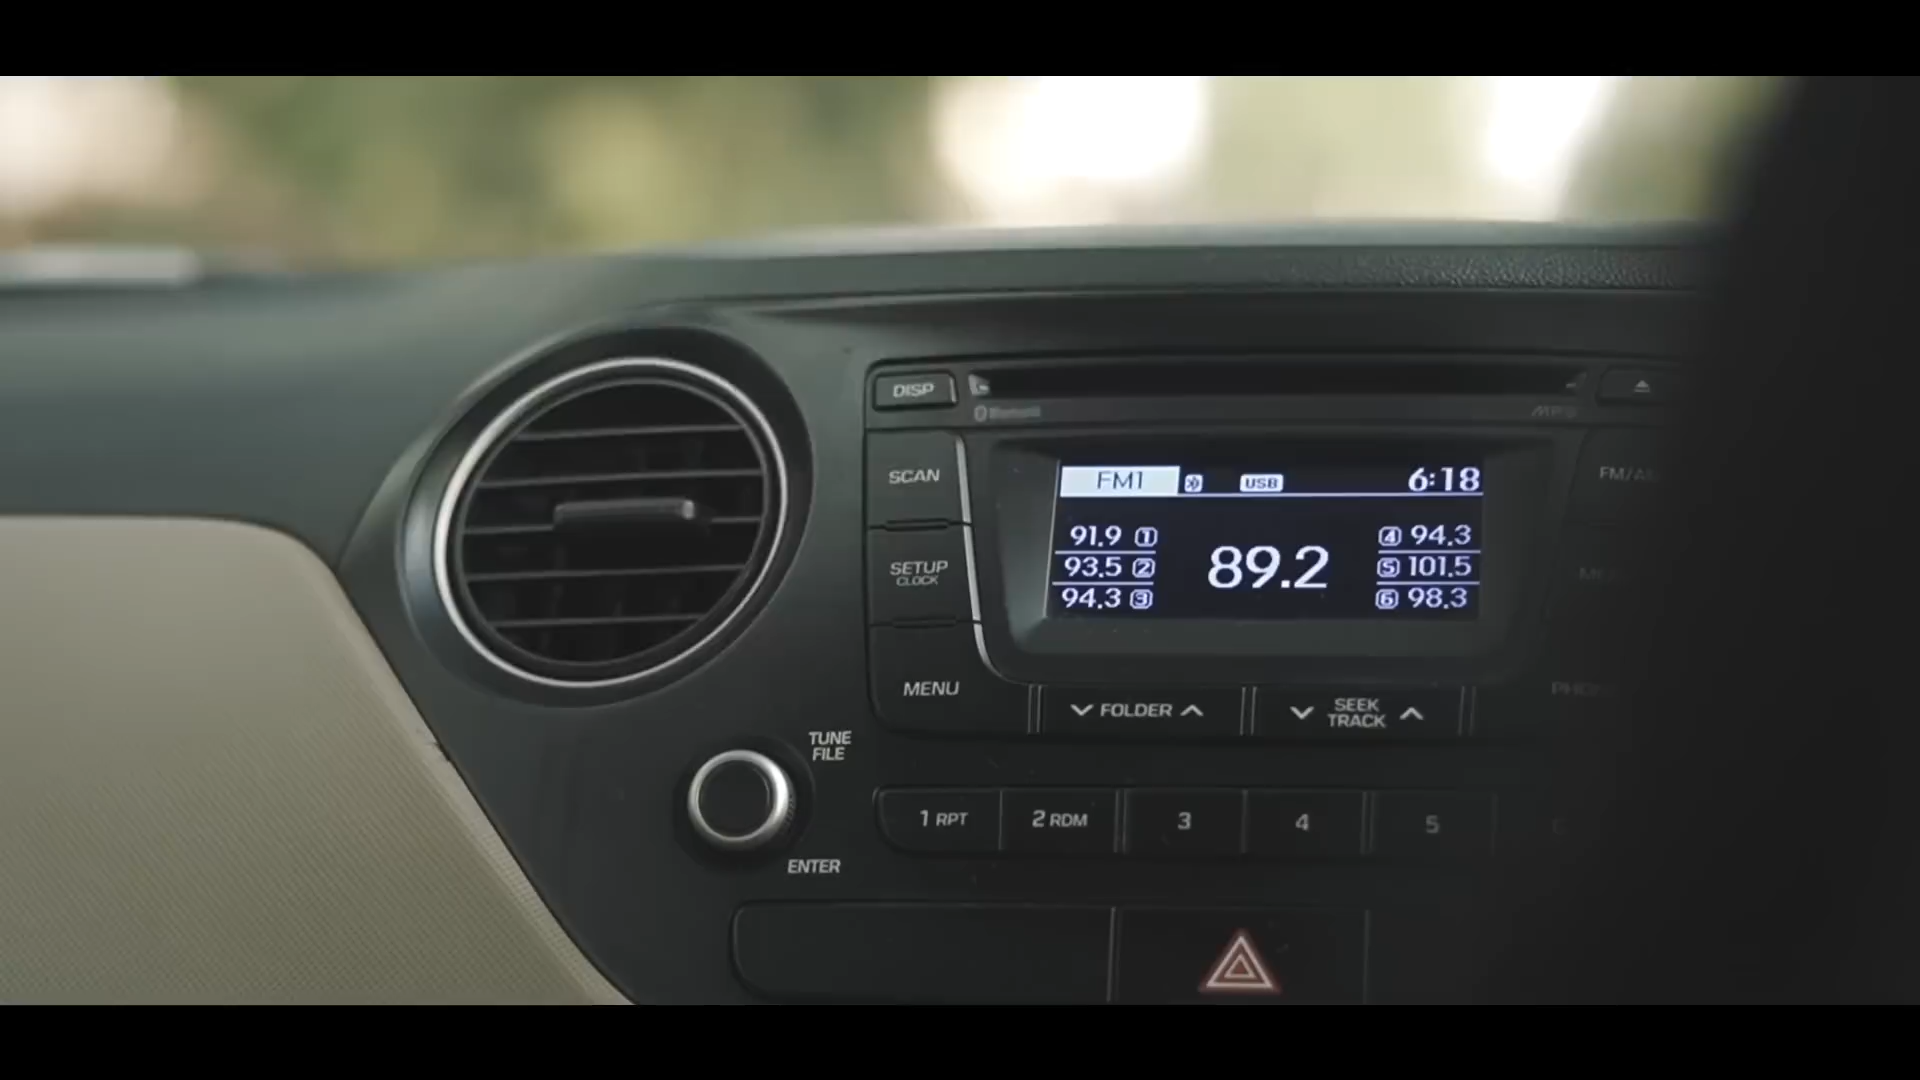 DISP
Bluetooth
MP3
SCAN
FM1 USB 6:18
91.9 1
93.5 2
94.3 3
89.2
4 94.3
5 101.5
6 98.3
SETUP
CLOCK
MENU
FOLDER
SEEK
TRACK
TUNE
FILE
ENTER
1 RPT
2 RDM
3
4
5